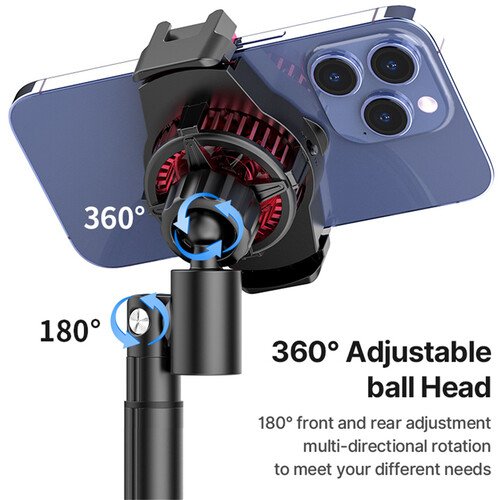 360°
180°
360° Adjustable
ball Head
180° front and rear adjustment
multi-directional rotation
to meet your different needs